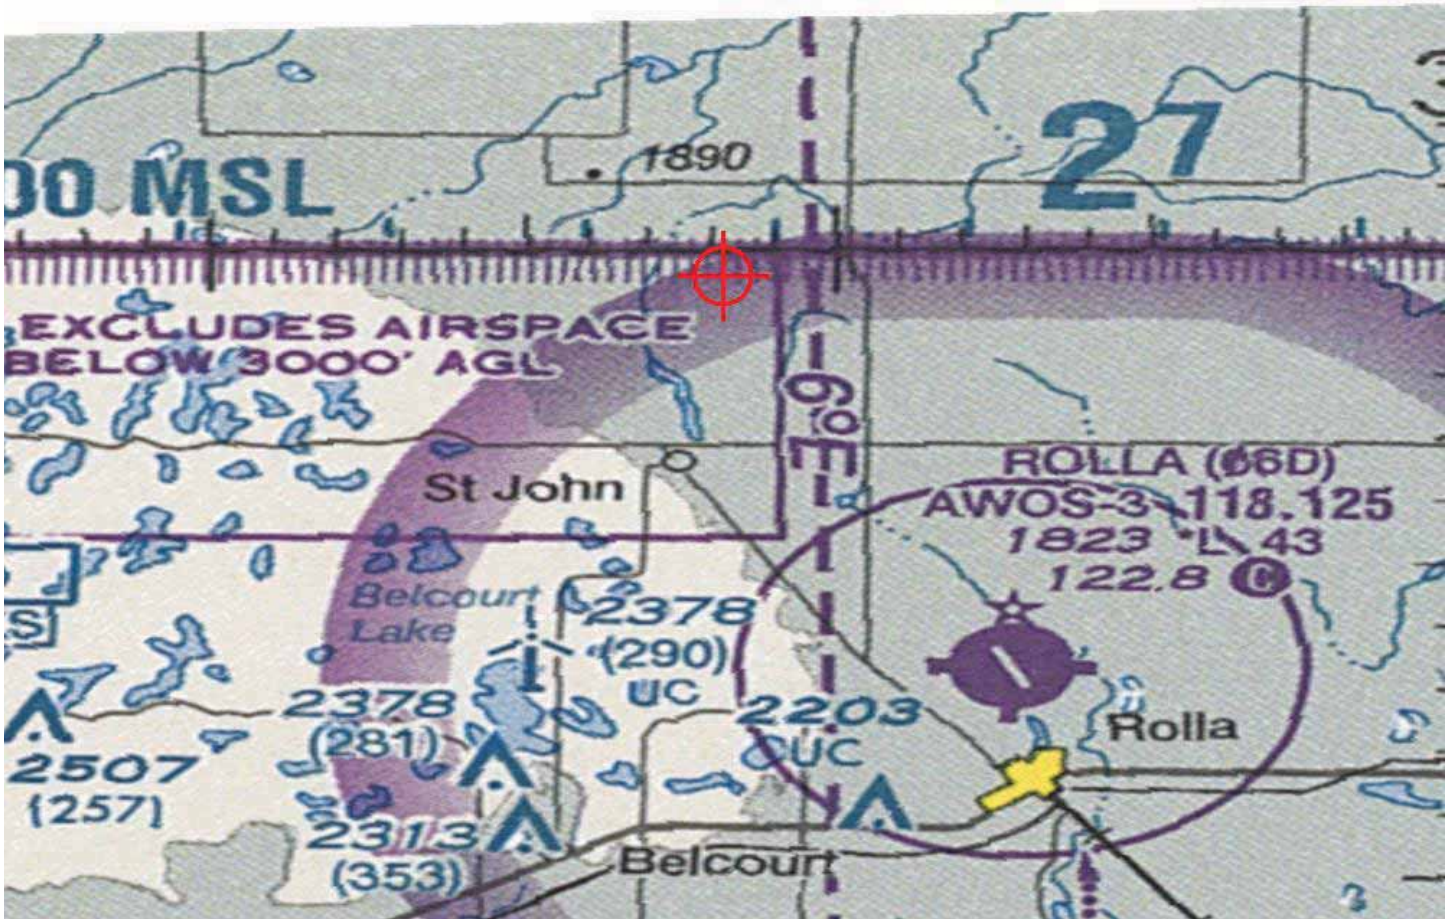 1890
27
00 MSL
EXCLUDES AIRSPACE
BELOW 3000' AGL
6°E
ROLLA (Ø6D)
AWOS-3 118.125
1823 *L 43
122.8 C
St John
Belcourt
Lake
S
2378
(290)
UC
2378
(281)
2203
UC
Rolla
2507
(257)
2313
(353)
Belcourt